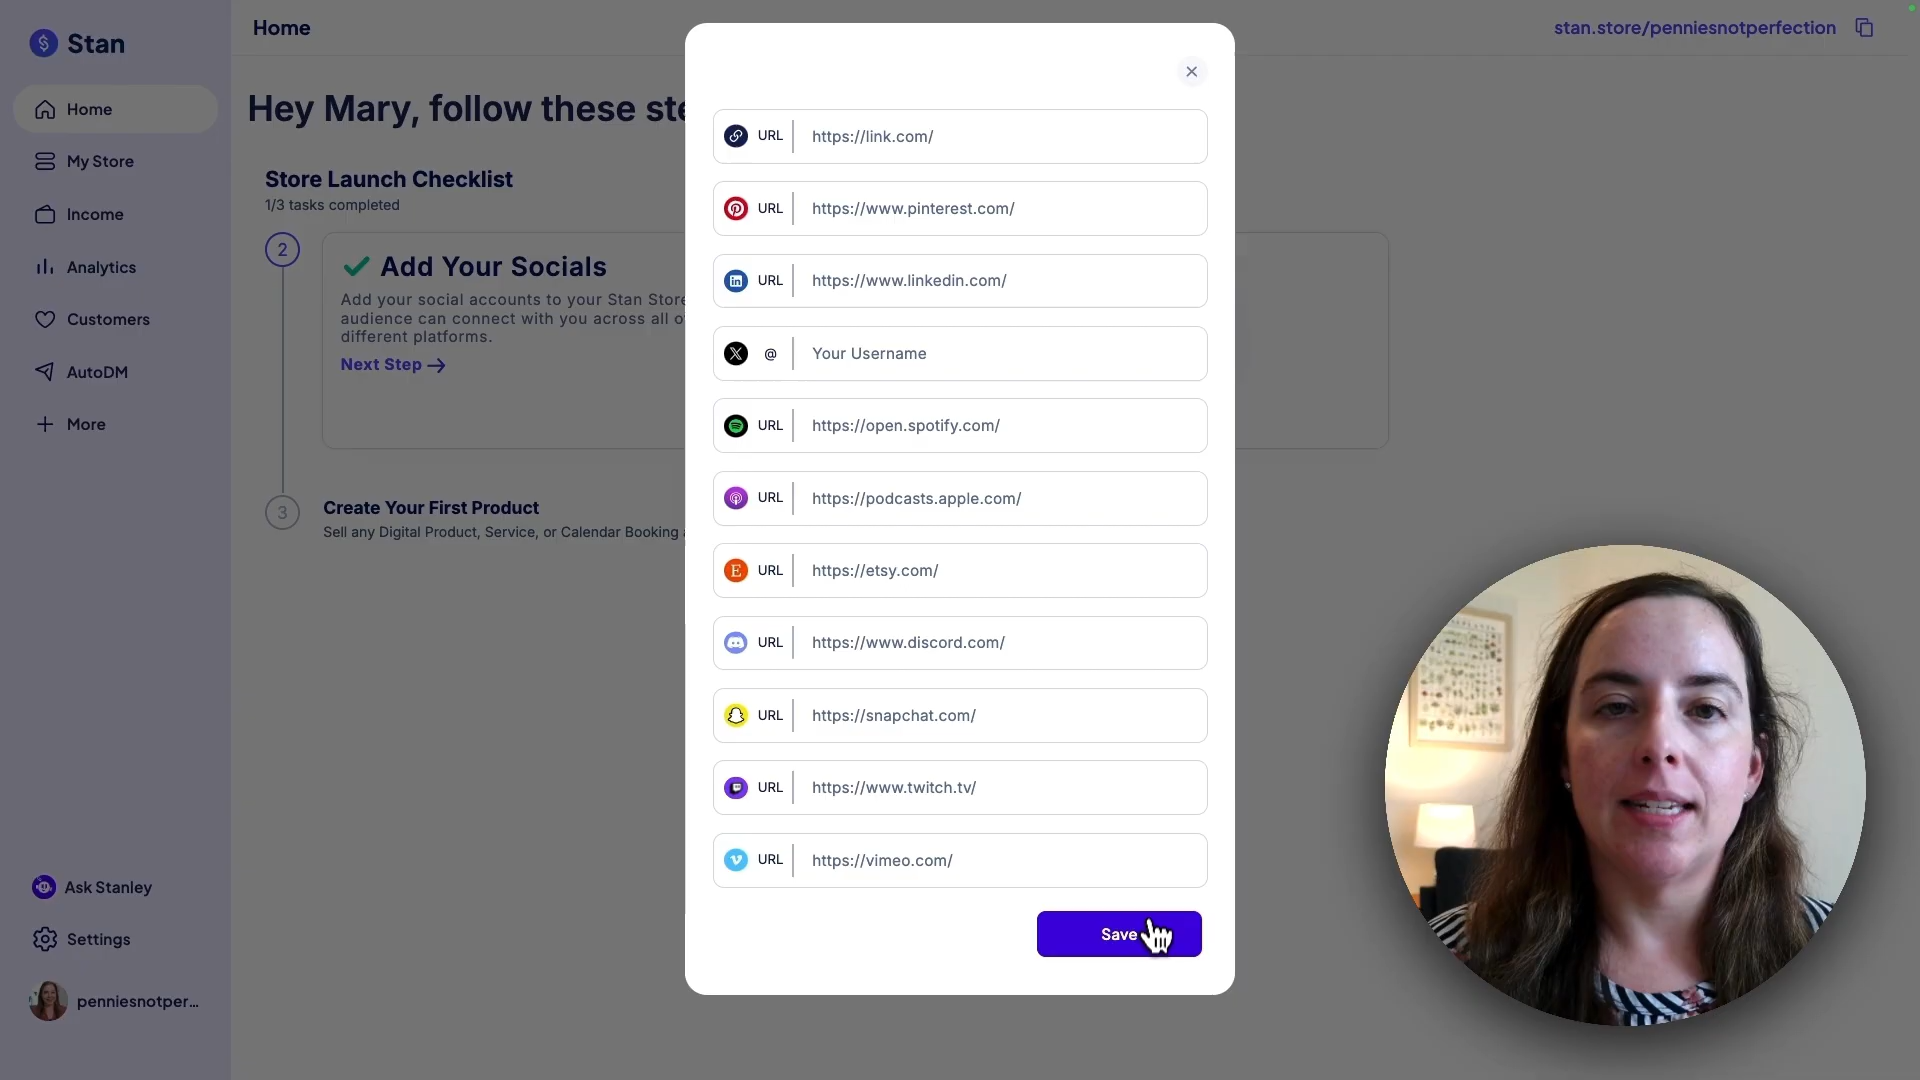 Stan
Home
My Store
Income
Analytics
Customers
AutoDM
More
Ask Stanley
Settings
penniesnotper...
Home
stan.store/penniesnotperfection
Hey Mary, follow these ste
Store Launch Checklist
1/3 tasks completed
2
Add Your Socials
Add your social accounts to your Stan Store
audience can connect with you across all o
different platforms.
Next Step →
3
Create Your First Product
Sell any Digital Product, Service, or Calendar Booking
URL https://link.com/
URL https://www.pinterest.com/
URL https://www.linkedin.com/
@ Your Username
URL https://open.spotify.com/
URL https://podcasts.apple.com/
URL https://etsy.com/
URL https://www.discord.com/
URL https://snapchat.com/
URL https://www.twitch.tv/
URL https://vimeo.com/
Save